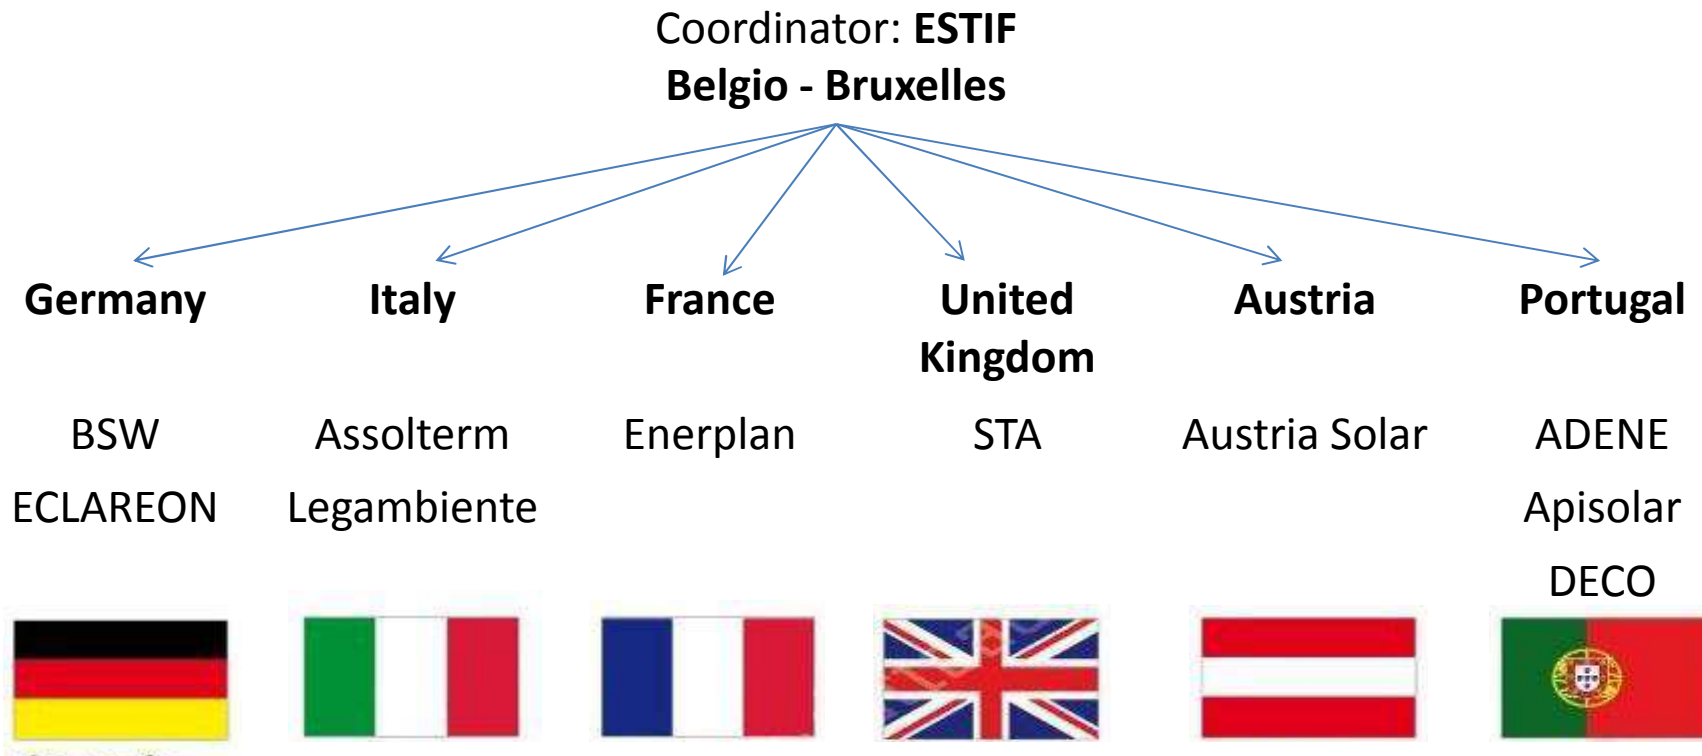 Coordinator: ESTIF
Belgio - Bruxelles
Germany
Italy
France
United
Kingdom
Austria
Portugal
BSW
Assolterm
Enerplan
STA
Austria Solar
ADENE
ECLAREON
Legambiente
Apisolar
DECO